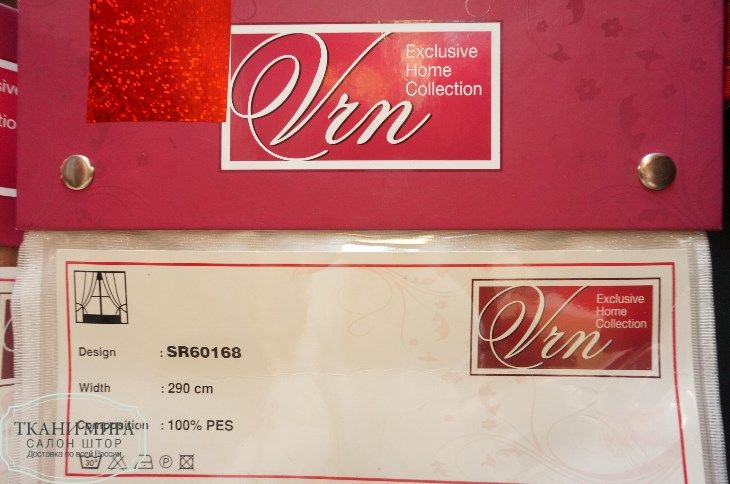 Vrn
Exclusive
Home
Collection
Vrn
Exclusive
Home
Collection
Design : SR60168
Width : 290 cm
Composition : 100% PES
30°
P
ТКАНИ МИРА
САЛОН ШТОР
Доставка по всей России